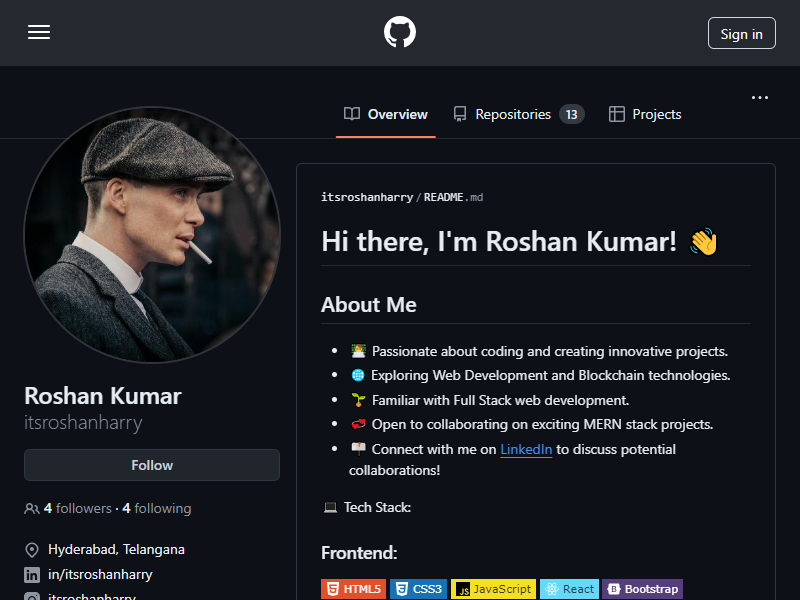 Sign in
Overview
Repositories 13
Projects
itsroshanharry/README.md
Hi there, I'm Roshan Kumar! 👋
About Me
Passionate about coding and creating innovative projects.
Exploring Web Development and Blockchain technologies.
Familiar with Full Stack web development.
Open to collaborating on exciting MERN stack projects.
Connect with me on LinkedIn to discuss potential
collaborations!
Tech Stack:
Frontend:
HTML5 CSS3 JavaScript React Bootstrap
Roshan Kumar
itsroshanharry
Follow
4 followers · 4 following
Hyderabad, Telangana
in/itsroshanharry
itsroshanharry